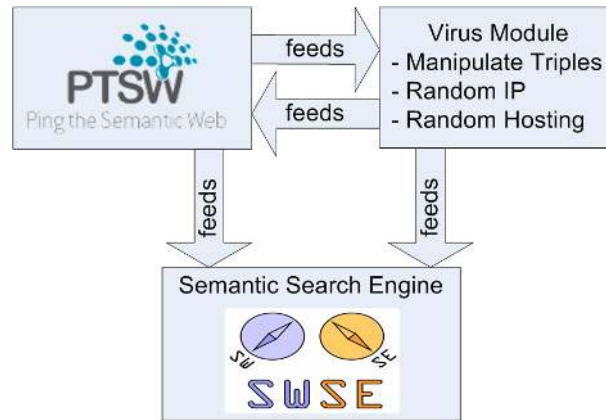 PTSW
Ping the Semantic Web
feeds
feeds
Virus Module
- Manipulate Triples
- Random IP
- Random Hosting
feeds
feeds
Semantic Search Engine
SW
SE
SWSE